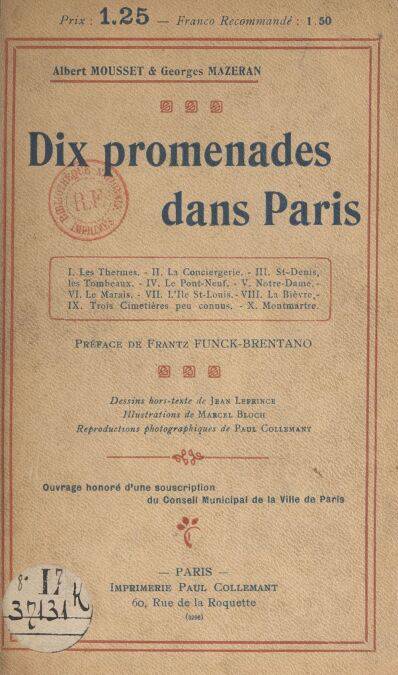 Prix : 1.25 — Franco Recommandé : 1.50
Albert MOUSSET & Georges MAZERAN
Dix promenades
dans Paris
I. Les Thermes. - II. La Conciergerie. - III. St-Denis,
les Tombeaux. - IV. Le Pont-Neuf. - V. Notre-Dame. -
VI. Le Marais. - VII. L'Ile St-Louis. - VIII. La Bièvre. -
IX. Trois Cimetières peu connus. - X. Montmartre.
PRÉFACE DE FRANTZ FUNCK-BRENTANO
Dessins hors-texte de JEAN LEPRINCE
Illustrations de MARCEL BLOCH
Reproductions photographiques de PAUL COLLEMANT
Ouvrage honoré d'une souscription
du Conseil Municipal de la Ville de Paris
— PARIS —
IMPRIMERIE PAUL COLLEMANT
60, Rue de la Roquette
R.F.
IMPRIMÉS
8° I7 K
37131